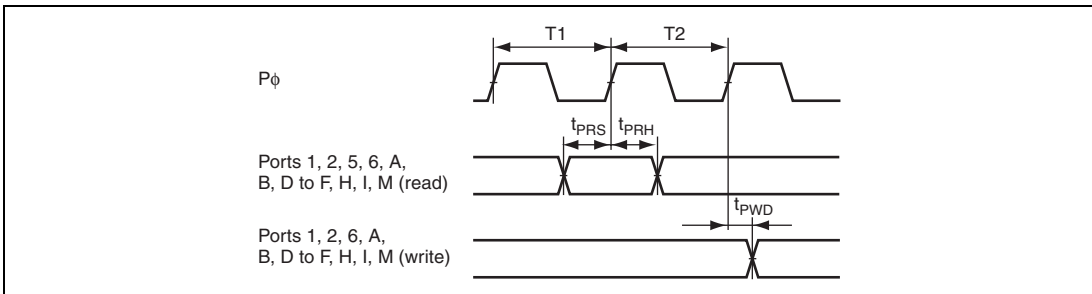 T1
T2
Pϕ
tPRS
tPRH
Ports 1, 2, 5, 6, A,
B, D to F, H, I, M (read)
tPWD
Ports 1, 2, 6, A,
B, D to F, H, I, M (write)